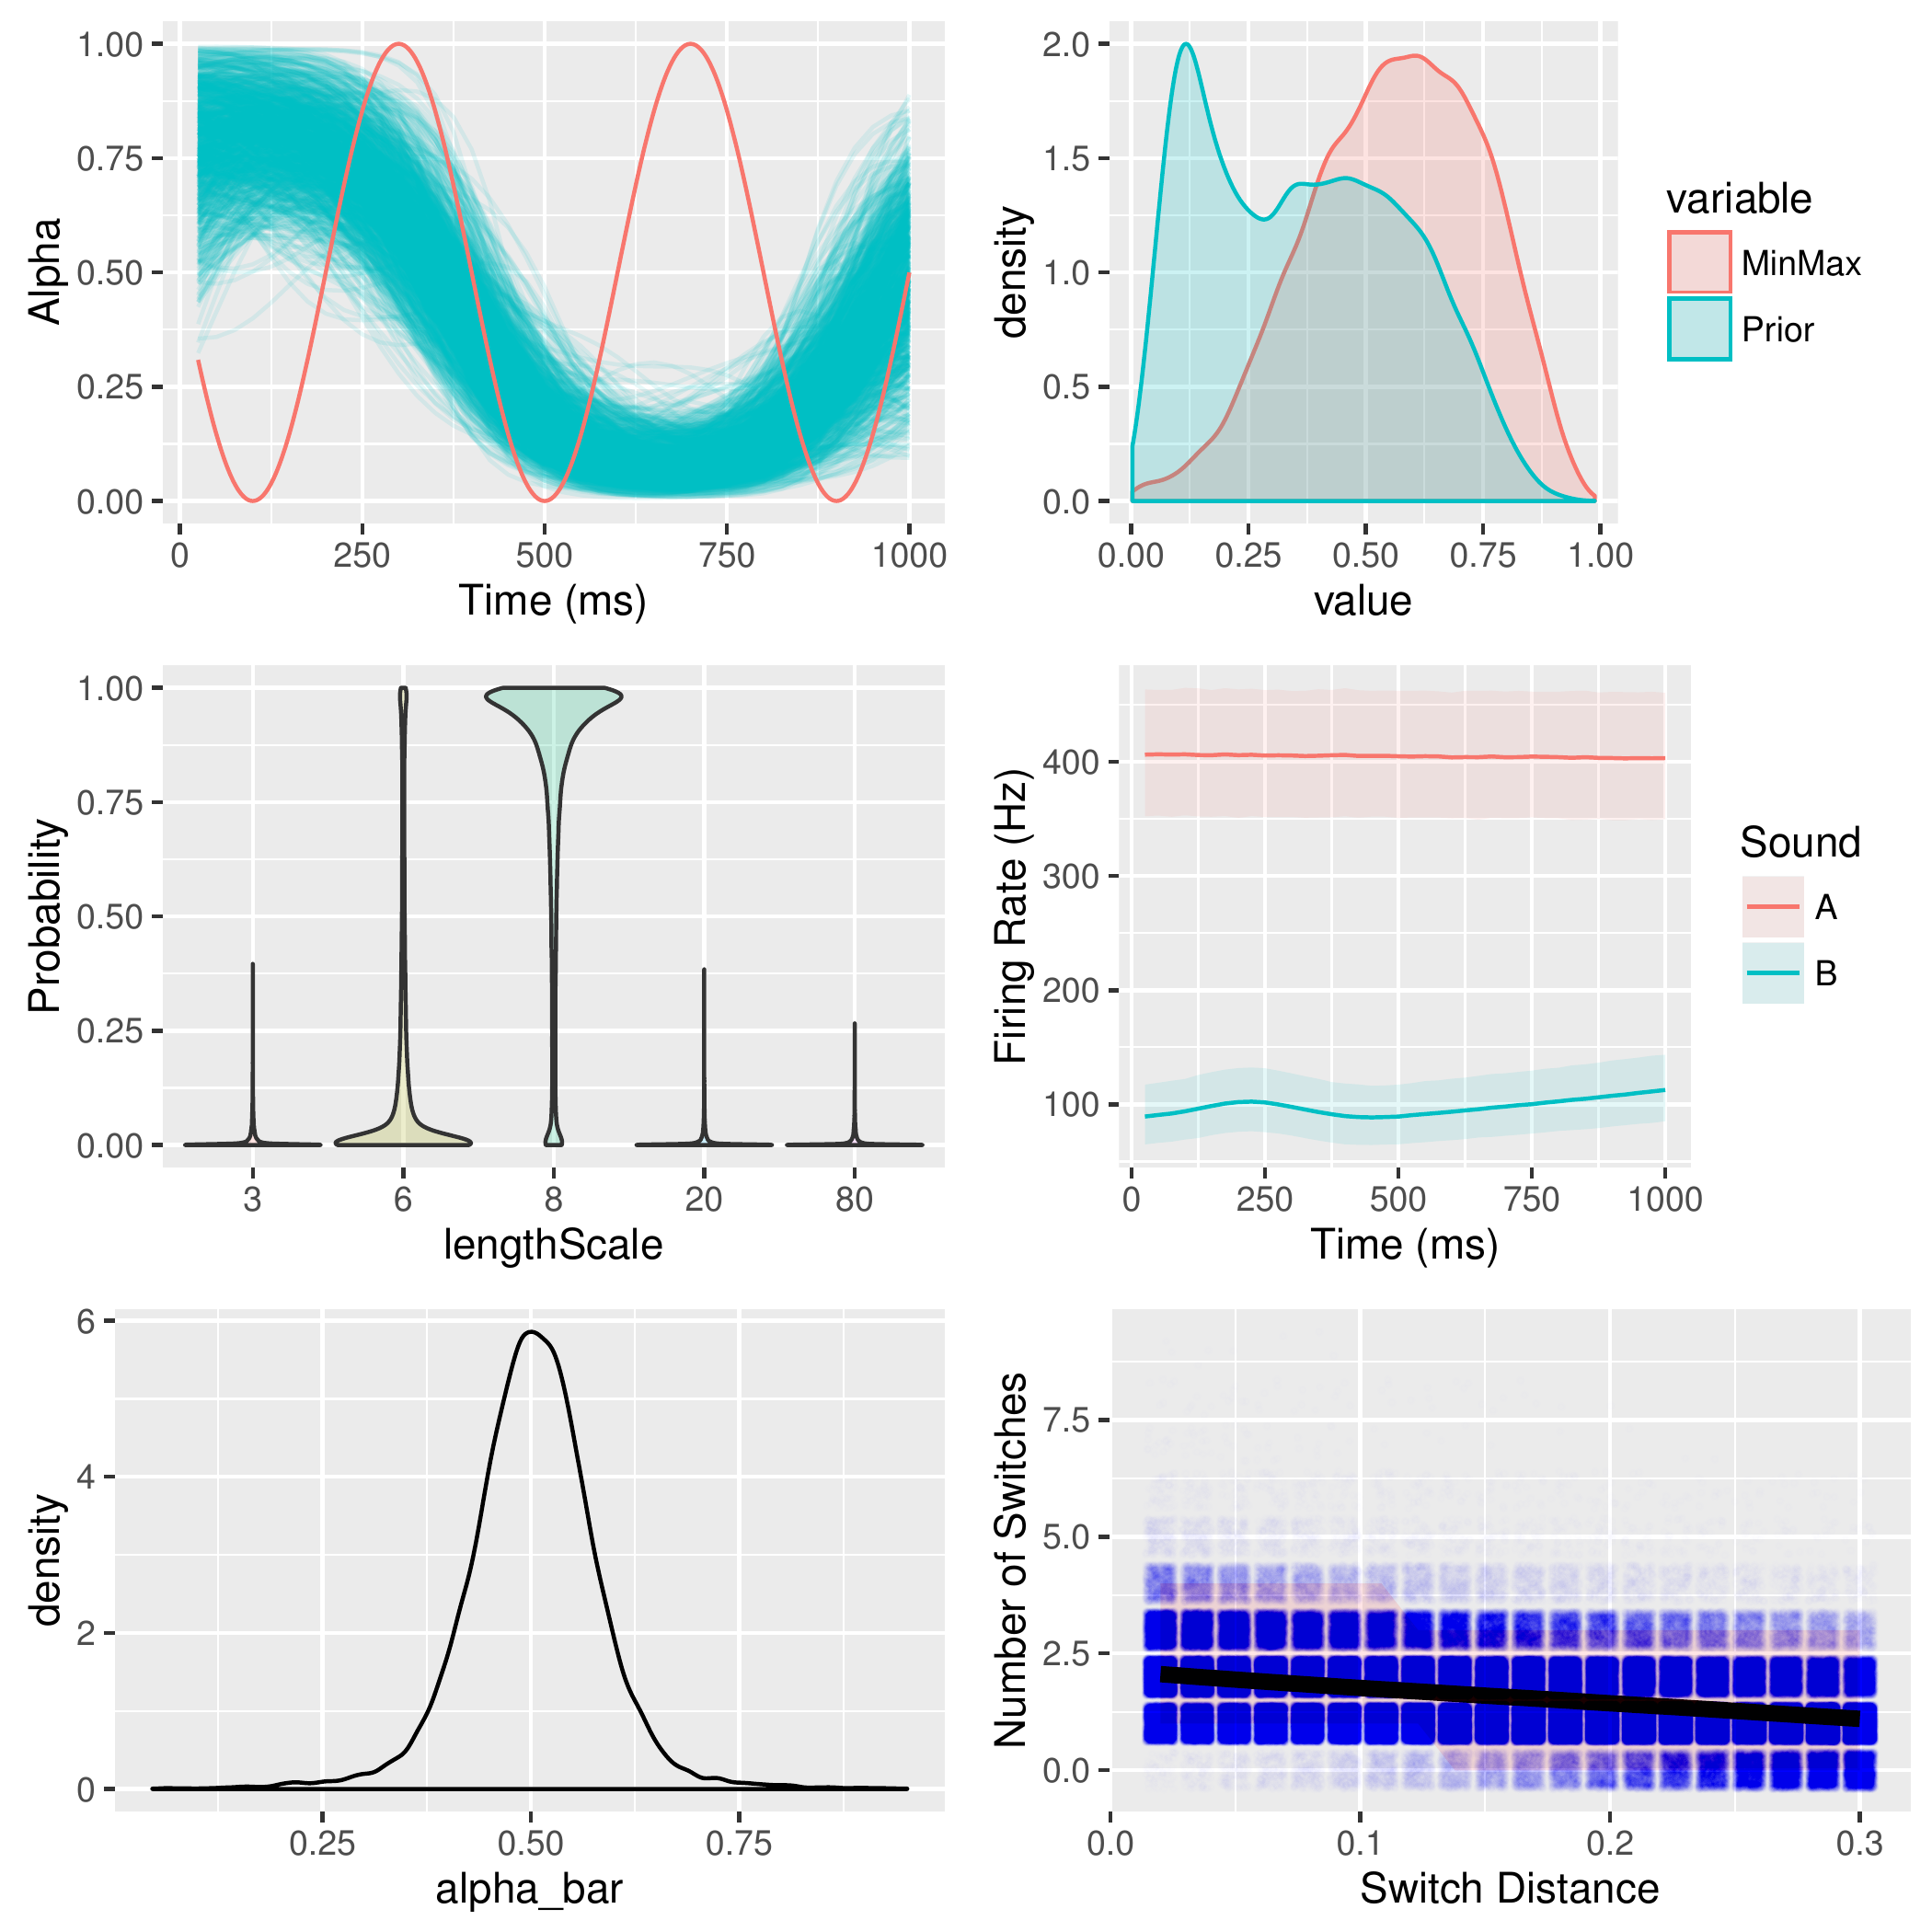 1.00
0.75
0.50
0.25
0.00
Alpha
0 250 500 750 1000
Time (ms)
2.0
1.5
1.0
0.5
0.0
density
0.00 0.25 0.50 0.75 1.00
value
variable
MinMax
Prior
1.00
0.75
0.50
0.25
0.00
Probability
3 6 8 20 80
lengthScale
400
300
200
100
Firing Rate (Hz)
0 250 500 750 1000
Time (ms)
Sound
A
B
6
4
2
0
density
0.25 0.50 0.75
alpha_bar
7.5
5.0
2.5
0.0
Number of Switches
0.0 0.1 0.2 0.3
Switch Distance